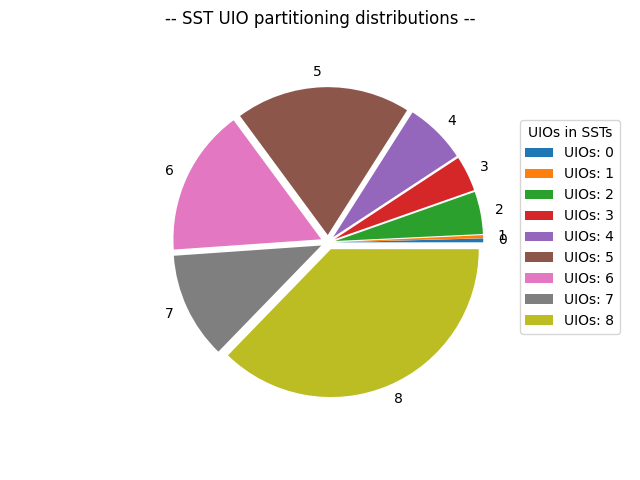 -- SST UIO partitioning distributions --
5
4
6
3
2
1
0
7
8
UIOs in SSTs
UIOs: 0
UIOs: 1
UIOs: 2
UIOs: 3
UIOs: 4
UIOs: 5
UIOs: 6
UIOs: 7
UIOs: 8